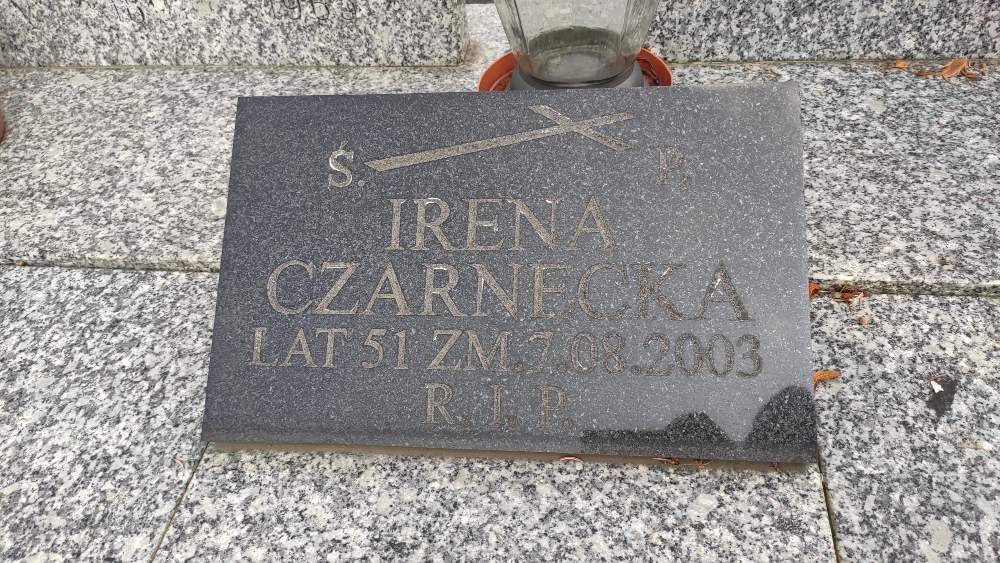 Ś. P.
IRENA
CZARNECKA
LAT 51 ZM.7.08.2003
R. I. P.